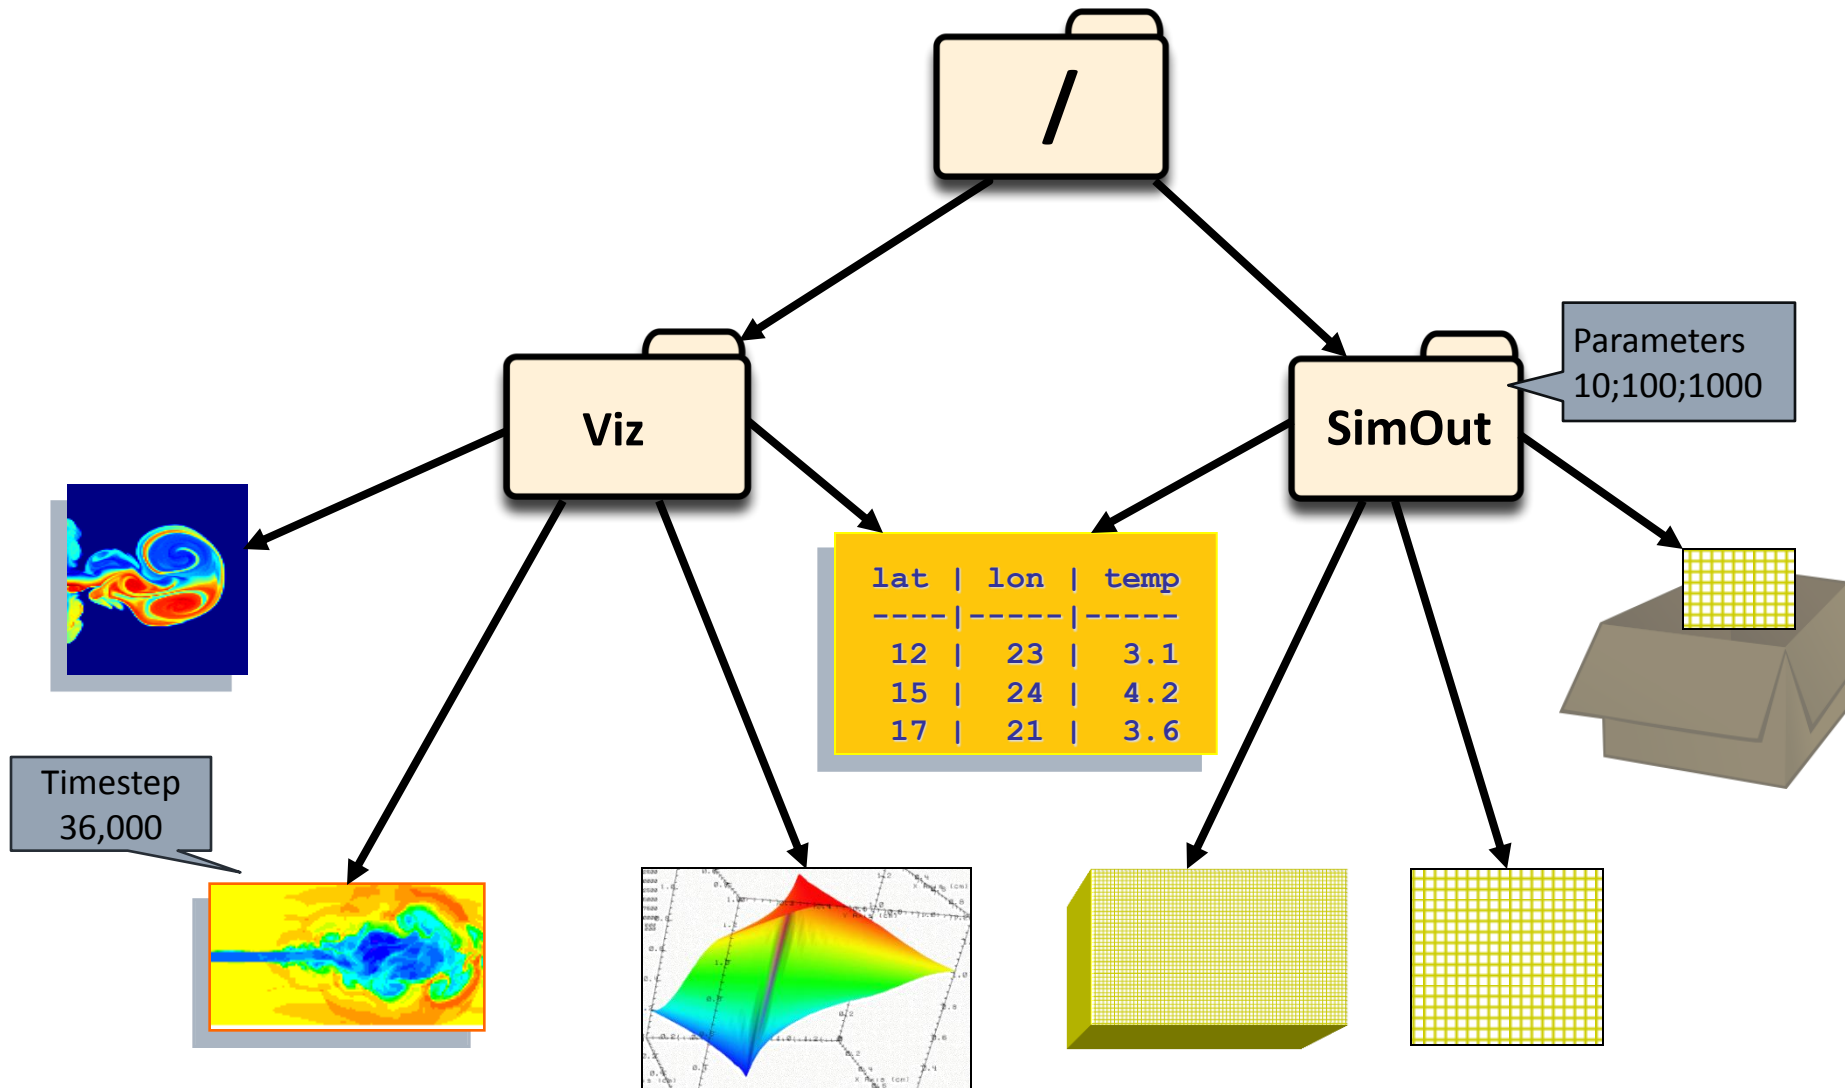 /
Viz
SimOut
Parameters
10;100;1000
lat | lon | temp
----|-----|-----
12 | 23 | 3.1
15 | 24 | 4.2
17 | 21 | 3.6
Timestep
36,000